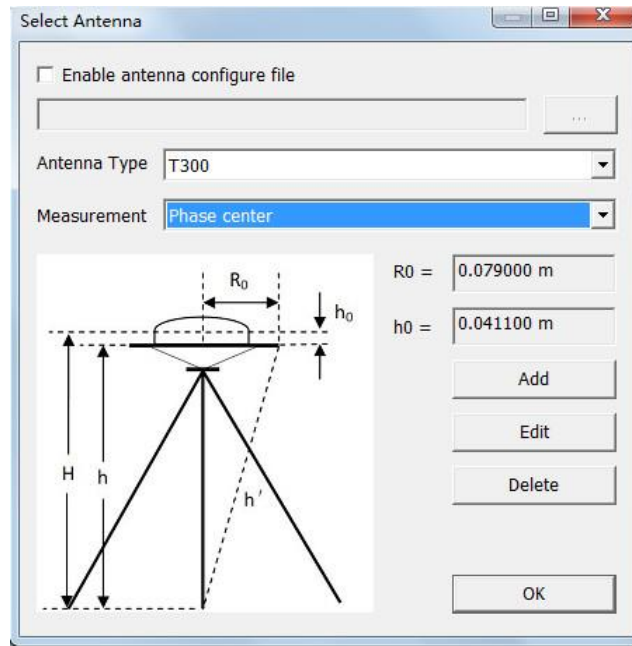 Select Antenna
Enable antenna configure file
...
Antenna Type T300
Measurement Phase center
R0 = 0.079000 m
h0 = 0.041100 m
Add
Edit
Delete
OK
R₀
h₀
H h
h'